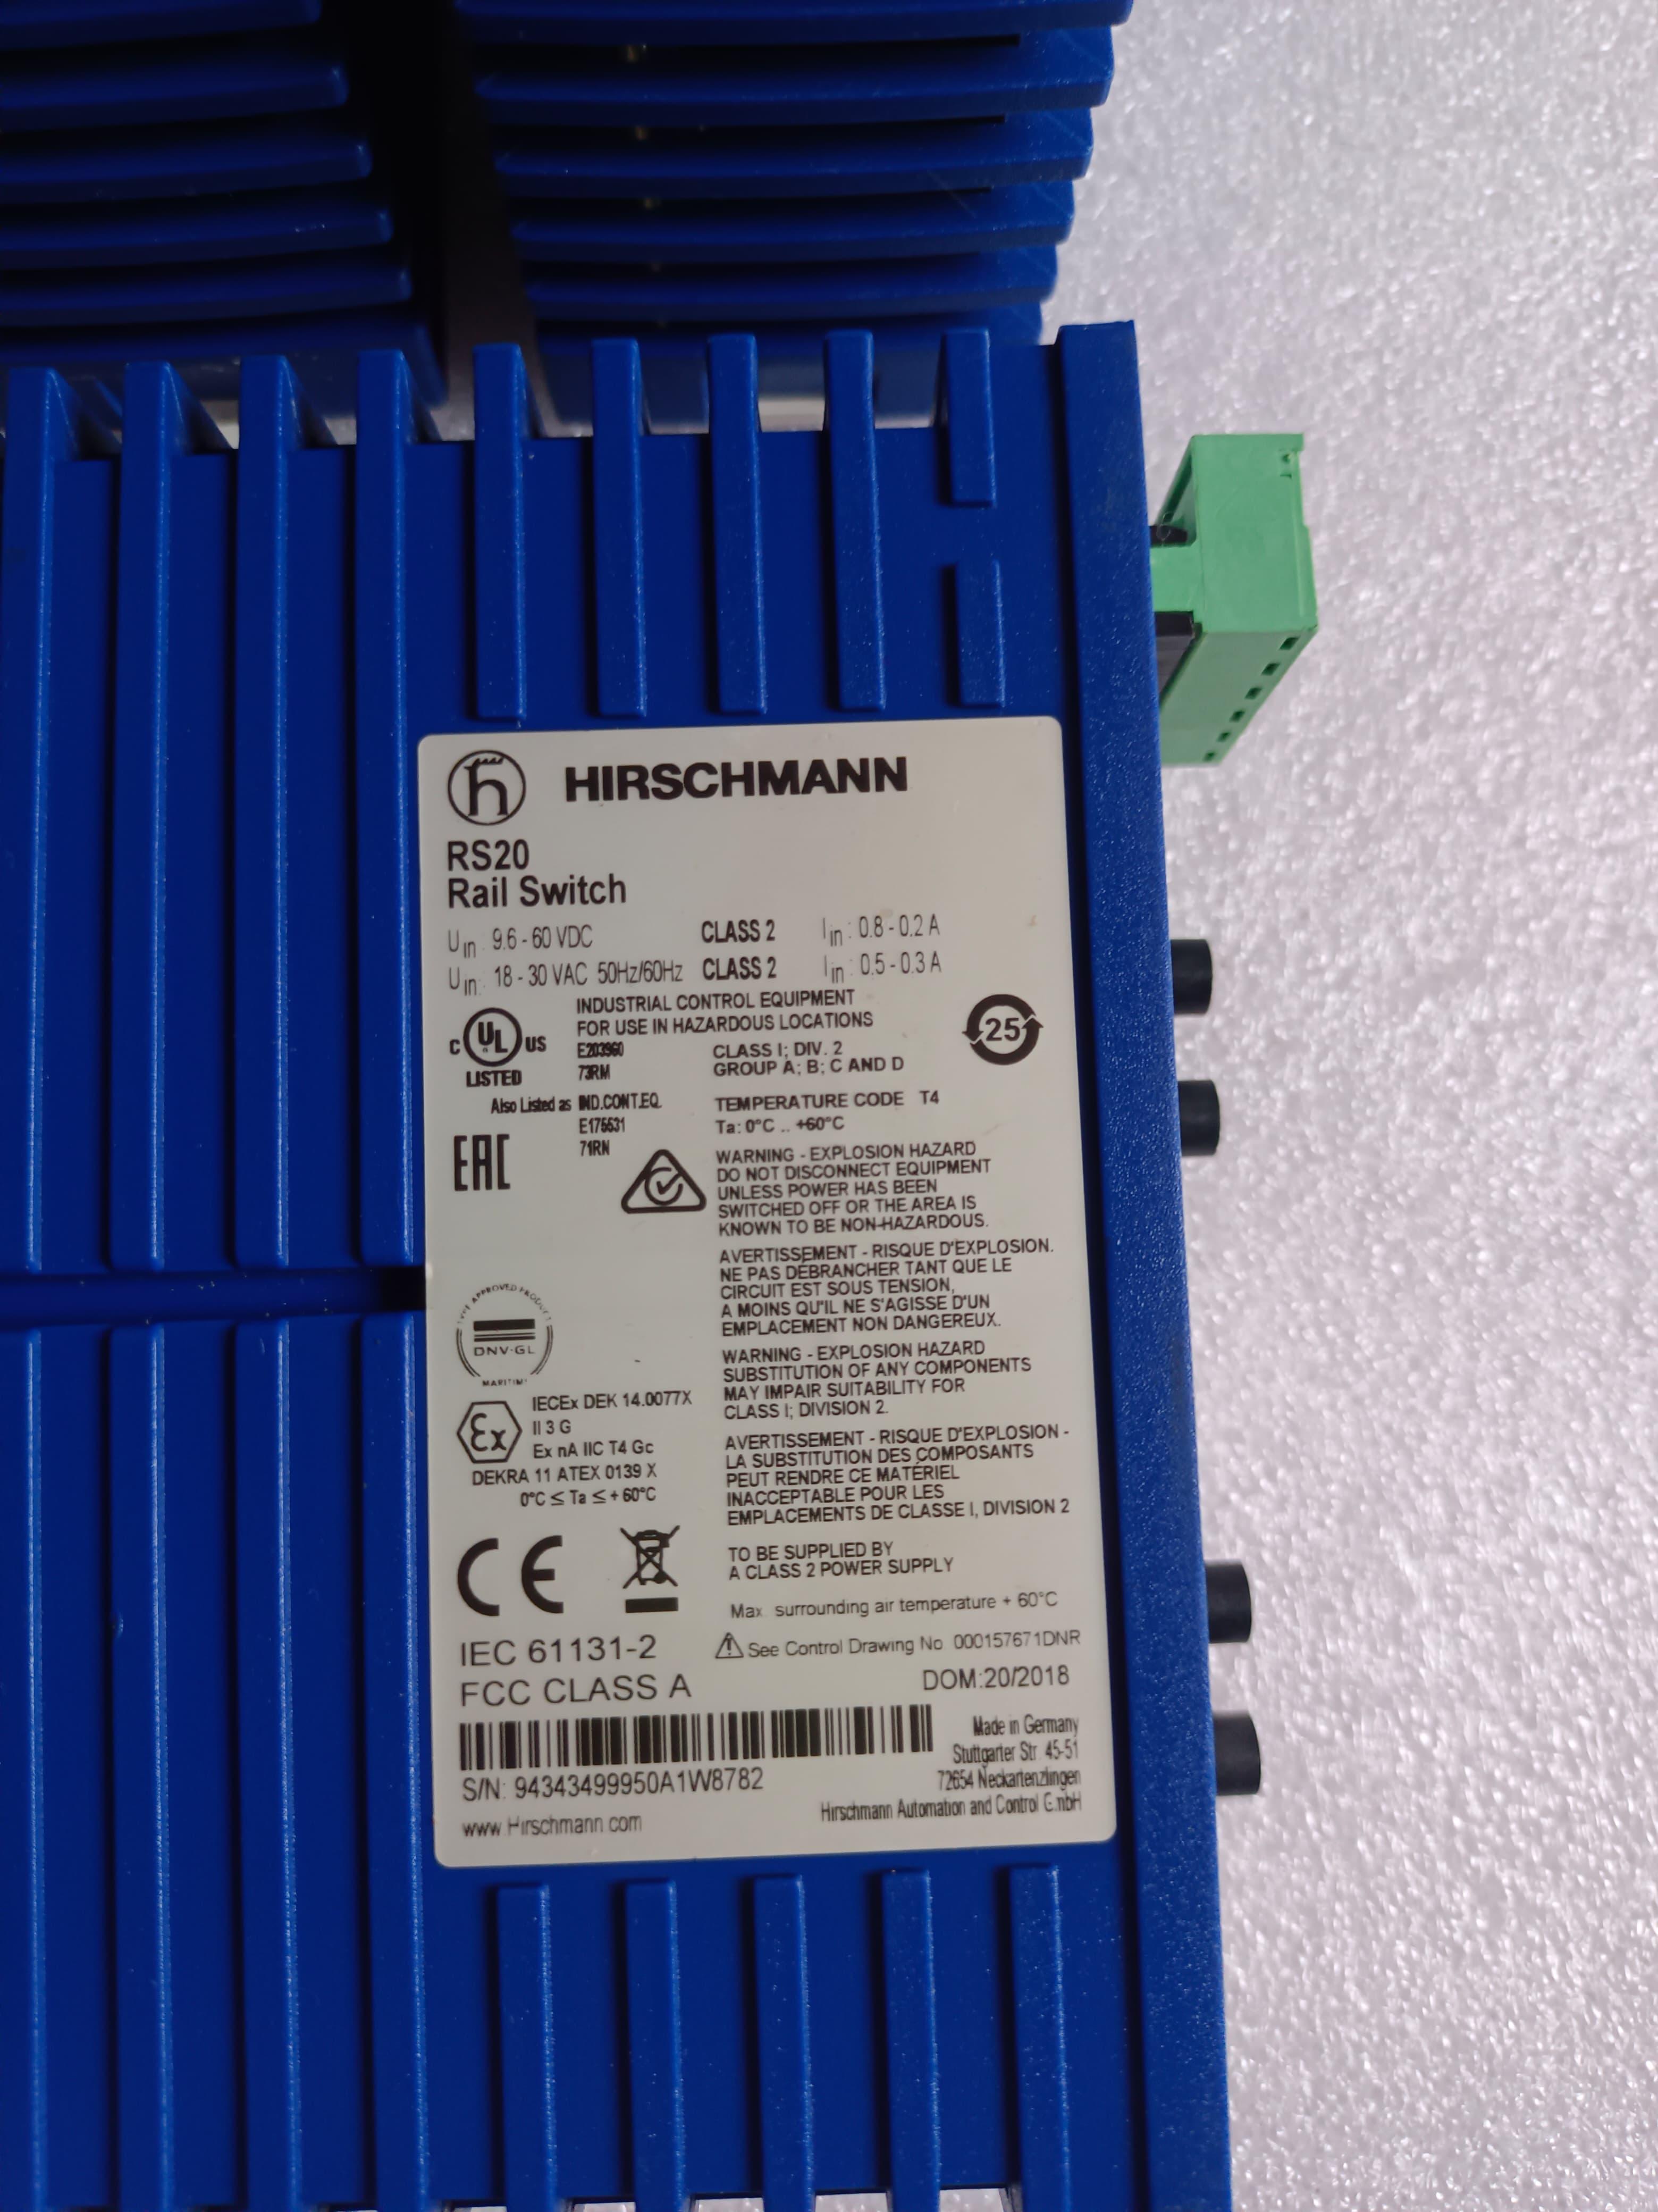 HIRSCHMANN
RS20
Rail Switch
Uin: 9.6 - 60 VDC CLASS 2 Iin: 0.8 - 0.2 A
Uin: 18 - 30 VAC 50Hz/60Hz CLASS 2 Iin: 0.5 - 0.3 A
INDUSTRIAL CONTROL EQUIPMENT
FOR USE IN HAZARDOUS LOCATIONS
C UL US
LISTED
E203960
73RM
CLASS I; DIV. 2
GROUP A; B; C AND D
25
Also Listed as IND.CONT.EQ.
E175531
71RN
TEMPERATURE CODE T4
Ta: 0°C .. +60°C
EAC
WARNING - EXPLOSION HAZARD
DO NOT DISCONNECT EQUIPMENT
UNLESS POWER HAS BEEN
SWITCHED OFF OR THE AREA IS
KNOWN TO BE NON-HAZARDOUS.
AVERTISSEMENT - RISQUE D'EXPLOSION.
NE PAS DÉBRANCHER TANT QUE LE
CIRCUIT EST SOUS TENSION,
A MOINS QU'IL NE S'AGISSE D'UN
EMPLACEMENT NON DANGEREUX.
WARNING - EXPLOSION HAZARD
SUBSTITUTION OF ANY COMPONENTS
MAY IMPAIR SUITABILITY FOR
CLASS I; DIVISION 2.
AVERTISSEMENT - RISQUE D'EXPLOSION -
LA SUBSTITUTION DES COMPOSANTS
PEUT RENDRE CE MATÉRIEL
INACCEPTABLE POUR LES
EMPLACEMENTS DE CLASSE I, DIVISION 2
TO BE SUPPLIED BY
A CLASS 2 POWER SUPPLY
Max. surrounding air temperature + 60°C
See Control Drawing No 000157671DNR
APPROVED PRODUCT
DNV·GL
IECEx DEK 14.0077X
II 3 G
Ex
Ex nA IIC T4 Gc
DEKRA 11 ATEX 0139 X
0°C ≤ Ta ≤ + 60°C
CE
IEC 61131-2
FCC CLASS A
DOM:20/2018
S/N: 94343499950A1W8782
www.Hirschmann.com
Made in Germany
Stuttgarter Str. 45-51
72654 Neckartenzlingen
Hirschmann Automation and Control GmbH